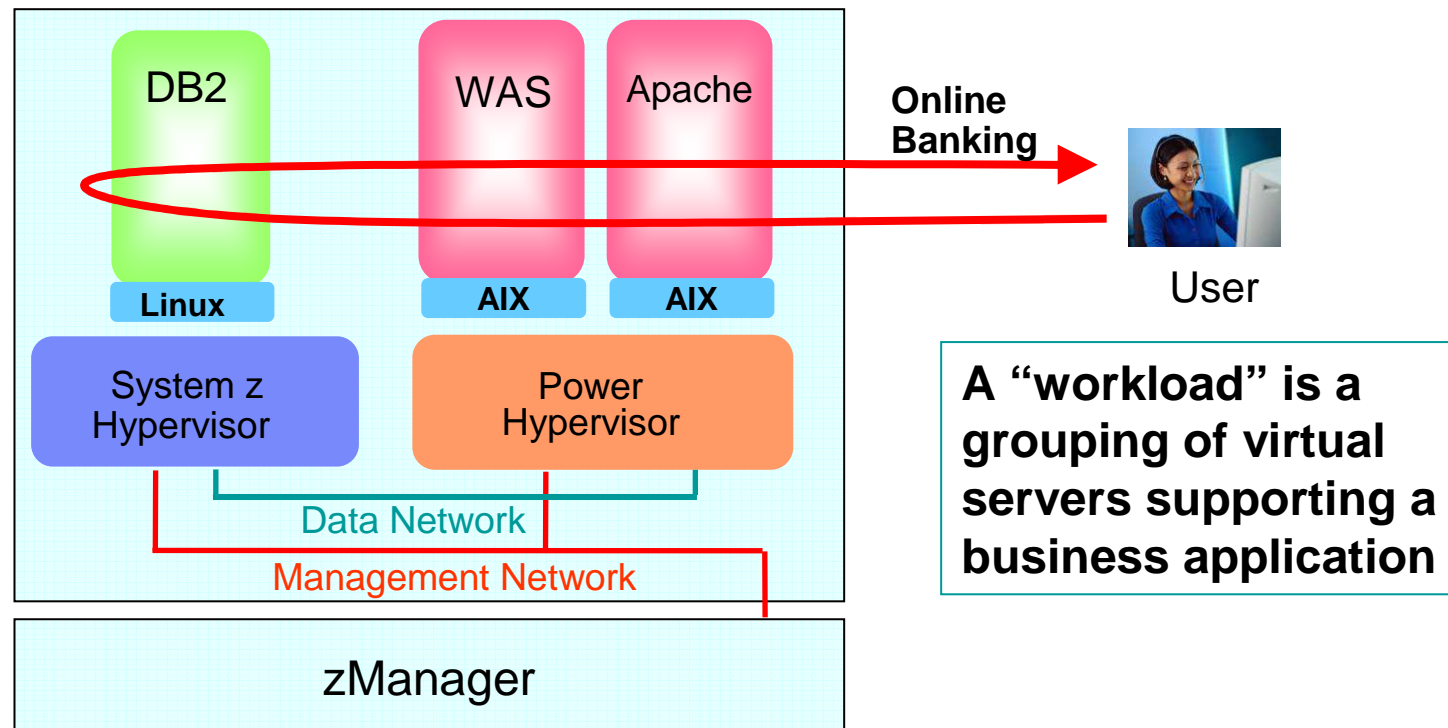 DB2
WAS
Apache
Online
Banking
Linux
AIX
AIX
User
System z
Hypervisor
Power
Hypervisor
A “workload” is a
grouping of virtual
servers supporting a
business application
Data Network
Management Network
zManager